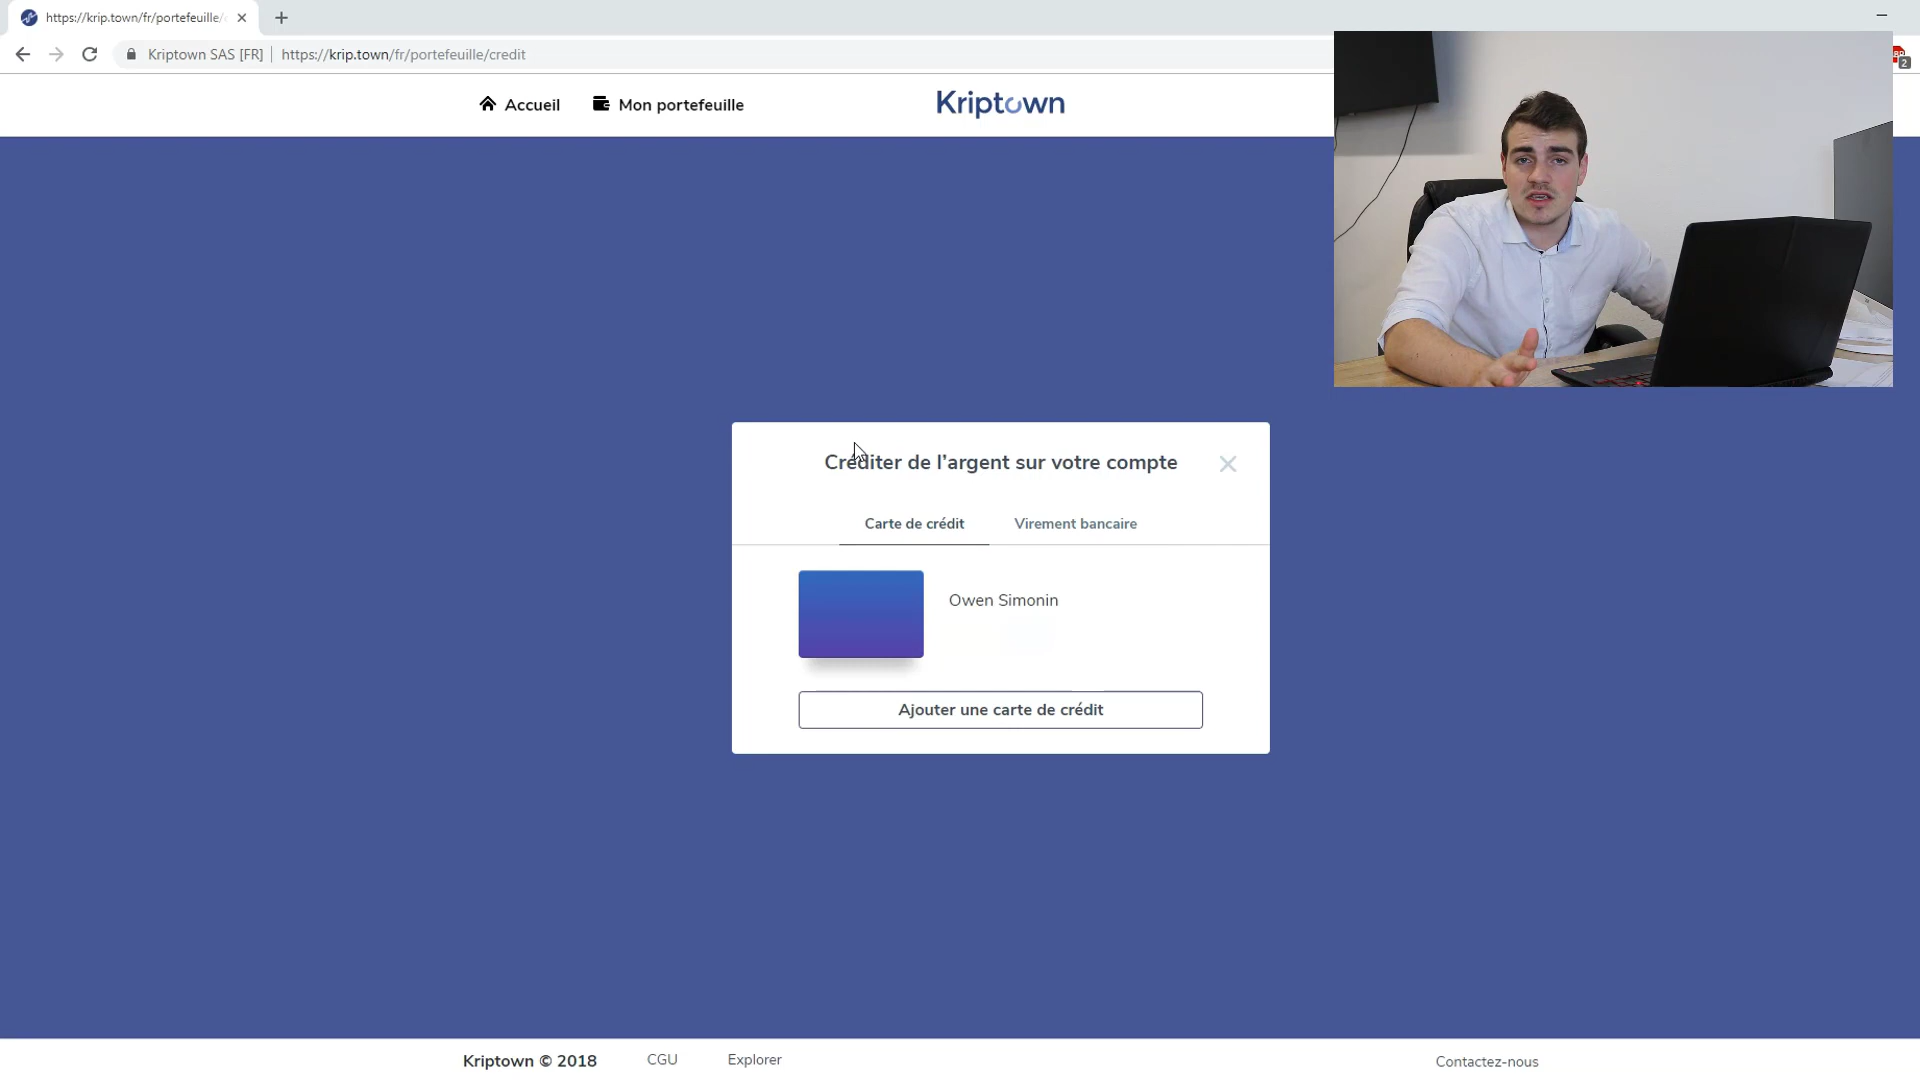 https://krip.town/fr/portefeuille/
Kriptown SAS [FR] https://krip.town/fr/portefeuille/credit
2
Accueil Mon portefeuille Kriptown
Créditer de l'argent sur votre compte
Carte de crédit Virement bancaire
Owen Simonin
Ajouter une carte de crédit
Kriptown © 2018 CGU Explorer Contactez-nous